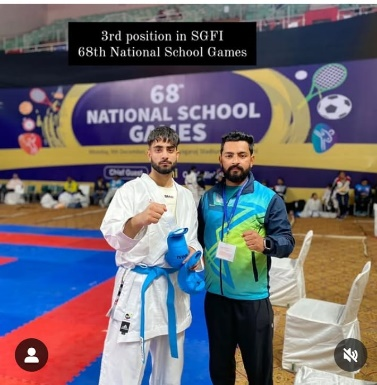 3rd position in SGFI
68th National School Games
68th
NATIONAL SCHOOL
GAMES